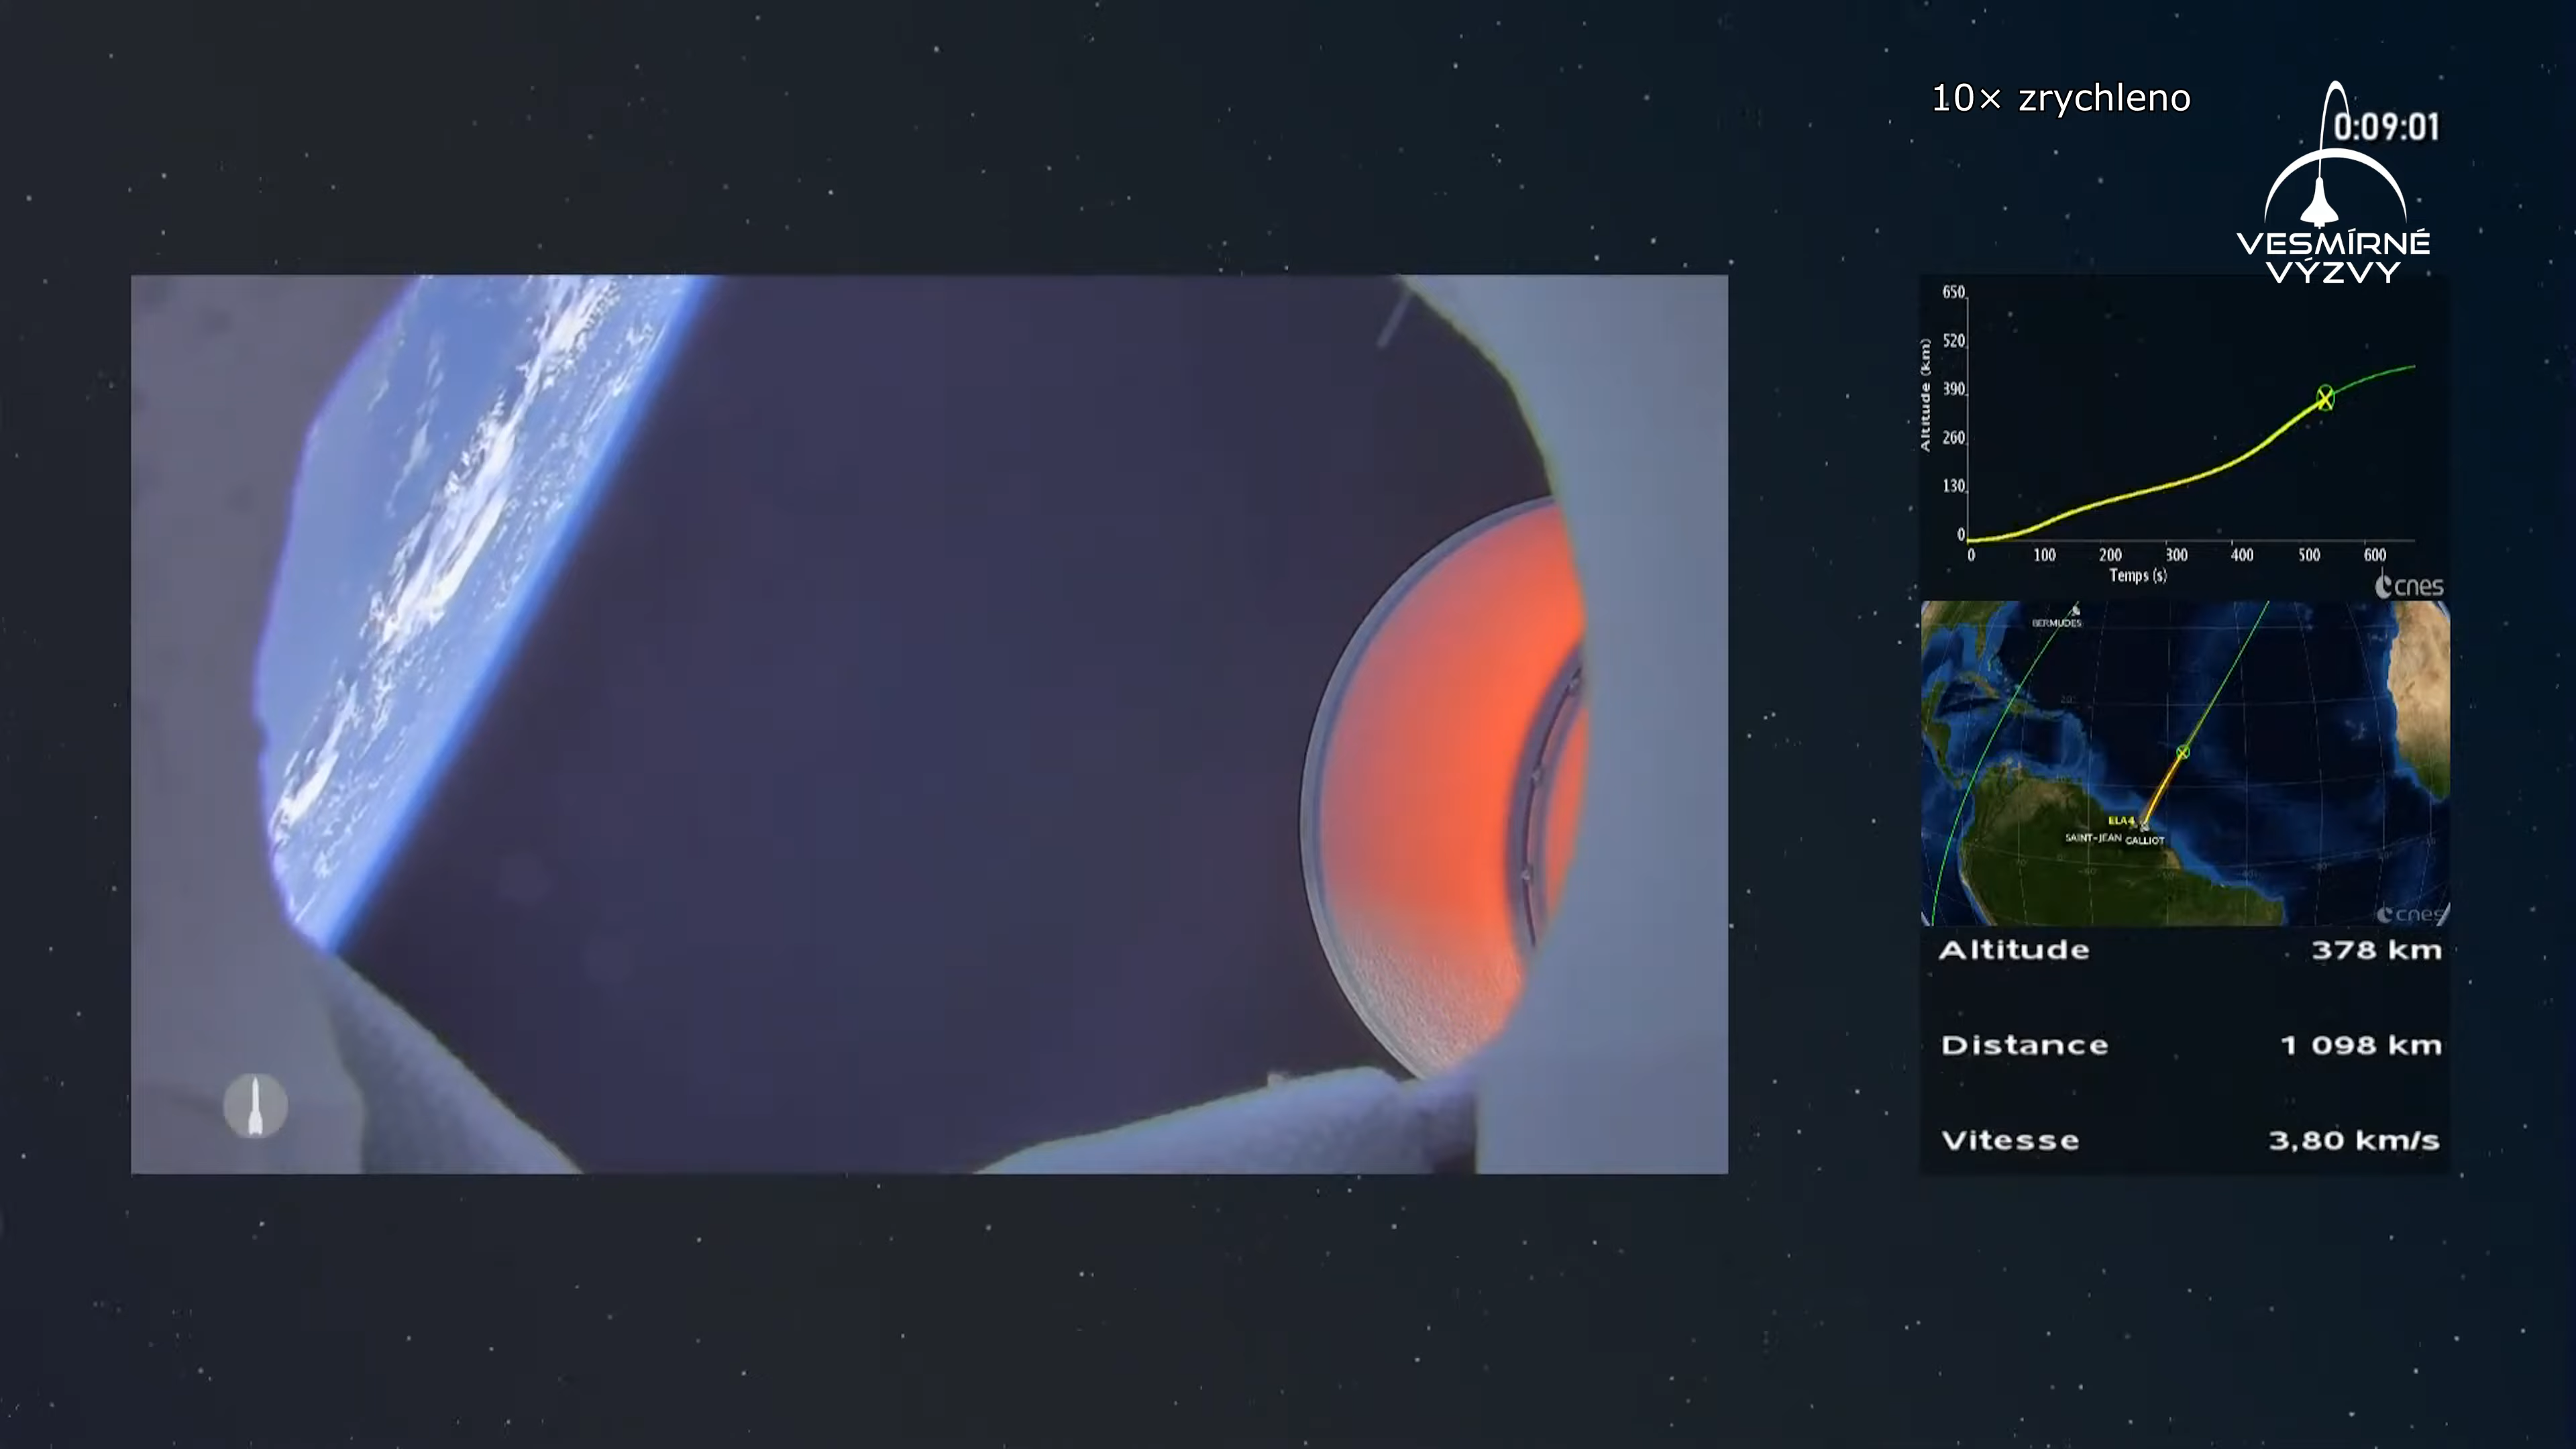 10× zrychleno
0:09:01
VESMÍRNÉ
VÝZVY
650
520
390
260
130
0
Altitude (km)
0 100 200 300 400 500 600
Temps (s)
cnes
BERMUDES
ELA4
SAINT-JEAN GALLIOT
cnes
Altitude 378 km
Distance 1 098 km
Vitesse 3,80 km/s